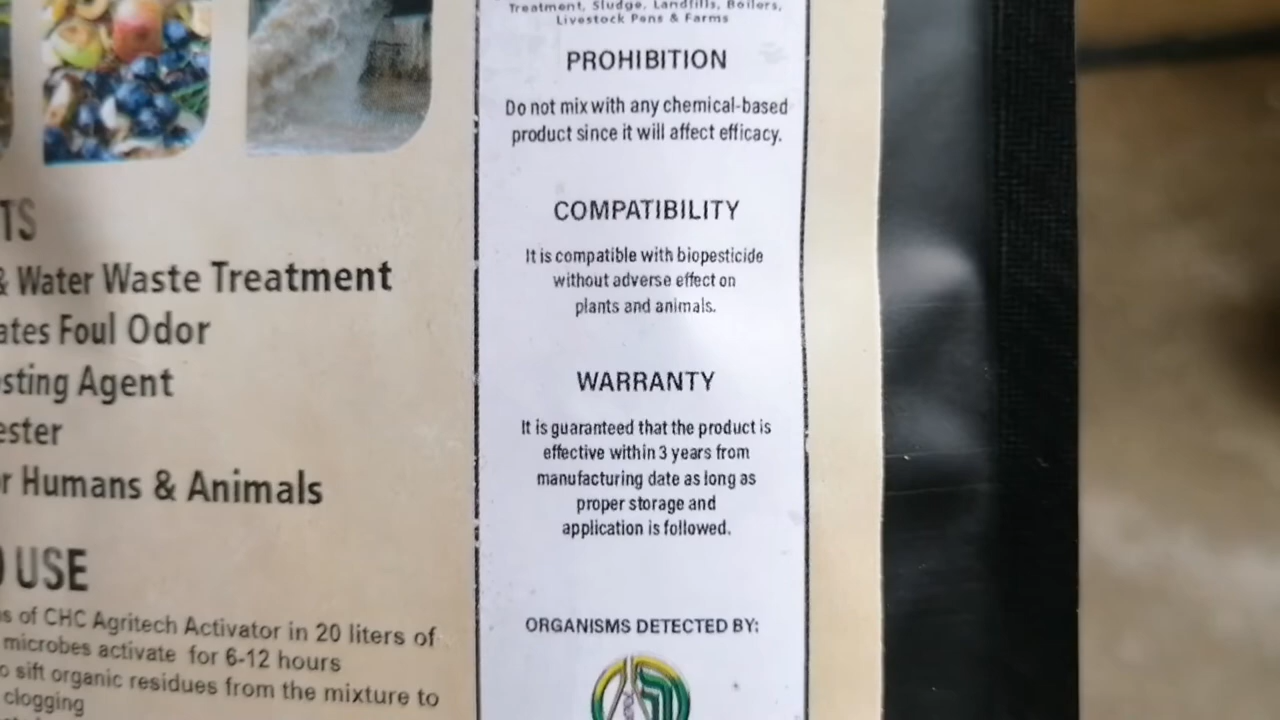 TS
& Water Waste Treatment
ates Foul Odor
sting Agent
ester
r Humans & Animals
USE
s of CHC Agritech Activator in 20 liters of
microbes activate for 6-12 hours
o sift organic residues from the mixture to
clogging
Treatment, Sludge, Landfills, Boilers,
Livestock Pens & Farms
PROHIBITION
Do not mix with any chemical-based
product since it will affect efficacy.
COMPATIBILITY
It is compatible with biopesticide
without adverse effect on
plants and animals.
WARRANTY
It is guaranteed that the product is
effective within 3 years from
manufacturing date as long as
proper storage and
application is followed.
ORGANISMS DETECTED BY: